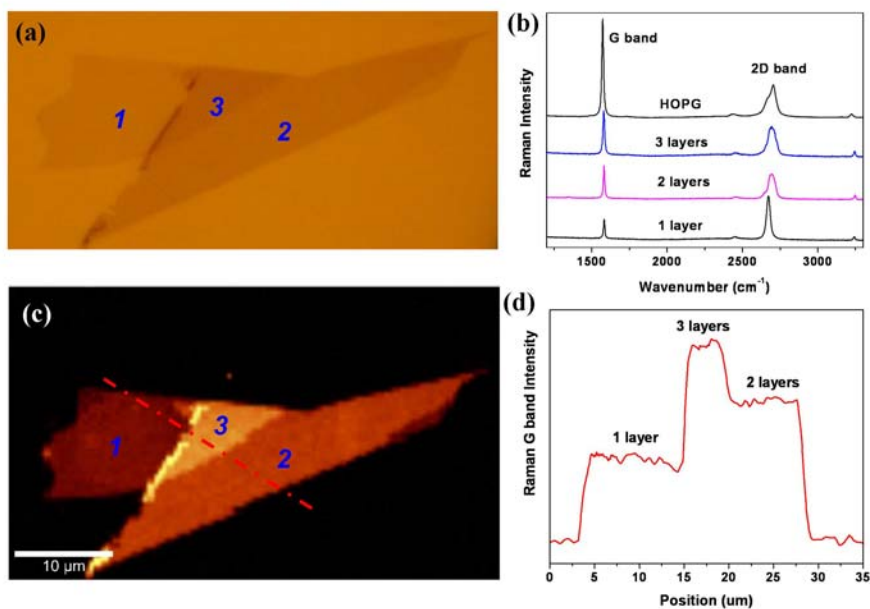 (a)
1
3
2
(b)
G band
2D band
HOPG
3 layers
2 layers
1 layer
Raman Intensity
1500 2000 2500 3000
Wavenumber (cm⁻¹)
(c)
1
3
2
10 µm
(d)
3 layers
2 layers
1 layer
Raman G band Intensity
0 5 10 15 20 25 30 35
Position (um)